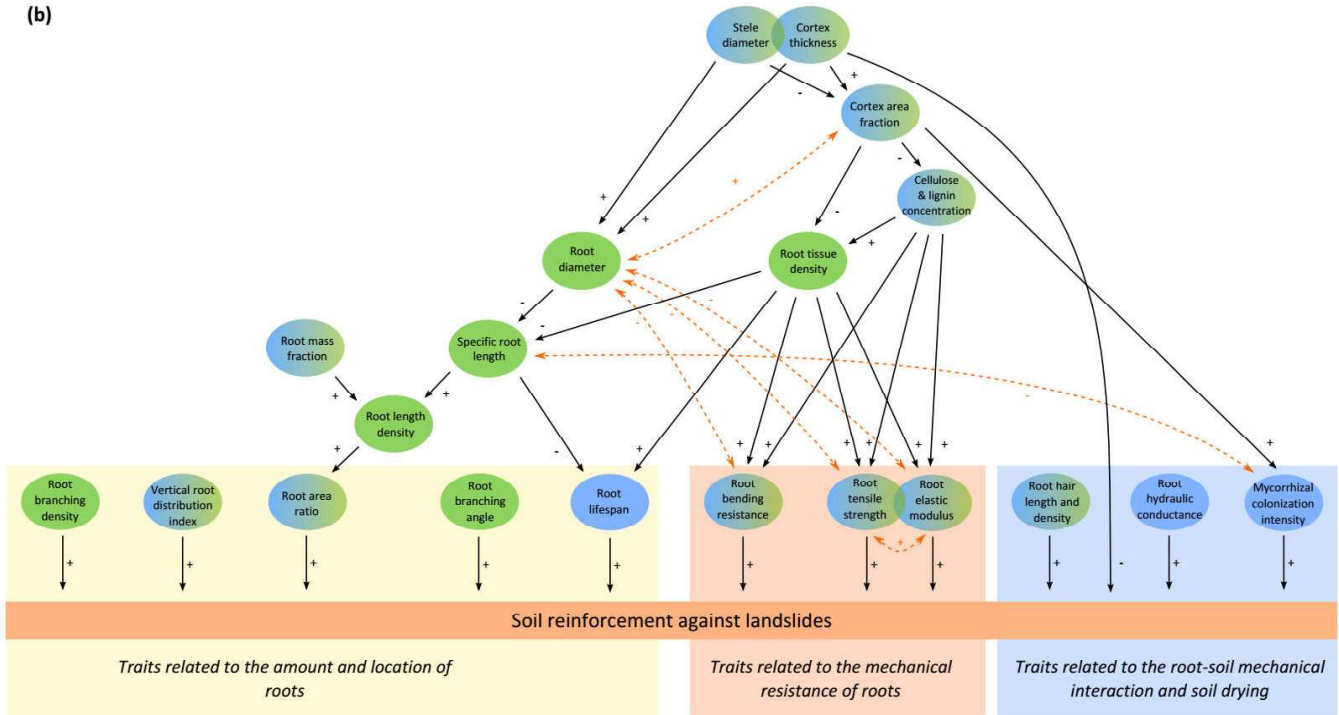 (b)
Stele
diameter
Cortex
thickness
-
+
Cortex area
fraction
+
-
Cellulose
& lignin
concentration
+
+
-
+
Root
diameter
Root tissue
density
-
-
-
-
-
Root mass
fraction
Specific root
length
+
+
-
Root length
density
+
-
+
+
+
+
+
+
+
+
Root
branching
density
Vertical root
distribution
index
Root area
ratio
Root
branching
angle
Root
lifespan
Root
bending
resistance
Root
tensile
strength
Root
elastic
modulus
+
Root hair
length and
density
Root
hydraulic
conductance
Mycorrhizal
colonization
intensity
+
+
+
+
+
+
+
+
+
-
+
+
Soil reinforcement against landslides
Traits related to the amount and location of
roots
Traits related to the mechanical
resistance of roots
Traits related to the root-soil mechanical
interaction and soil drying